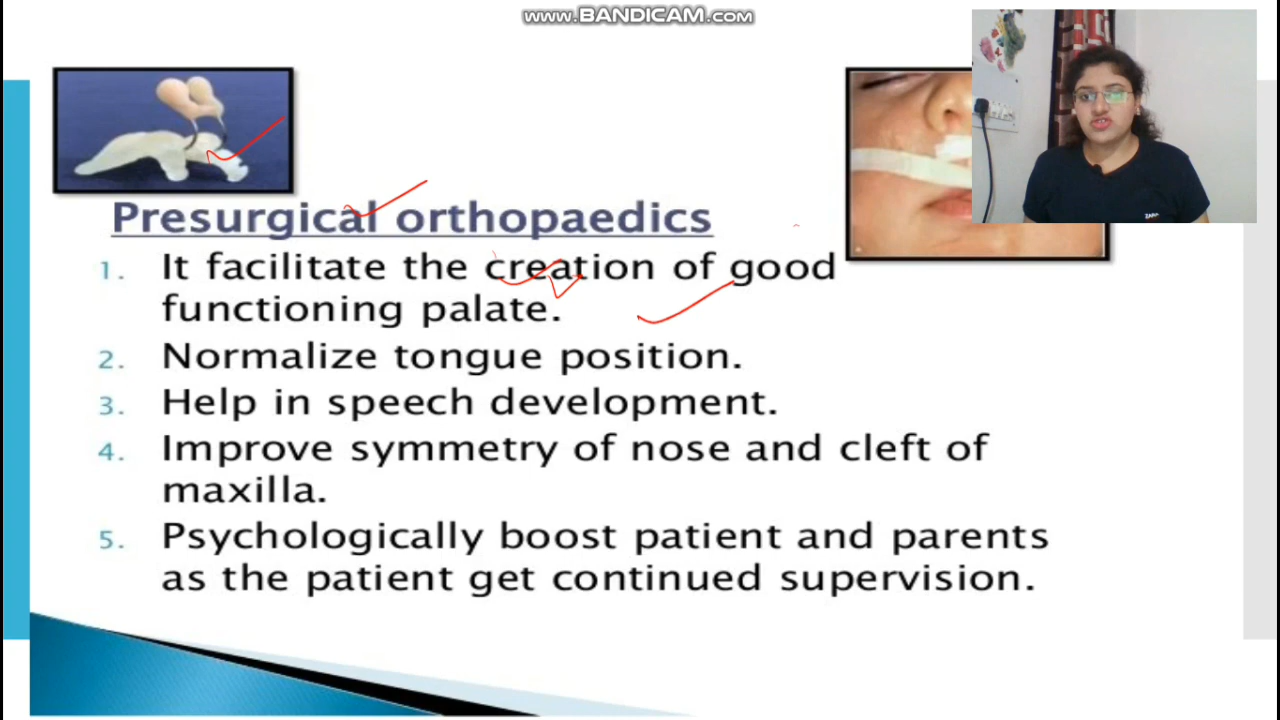 www.BANDICAM.com
Presurgical orthopaedics
1. It facilitate the creation of good
functioning palate.
2. Normalize tongue position.
3. Help in speech development.
4. Improve symmetry of nose and cleft of
maxilla.
5. Psychologically boost patient and parents
as the patient get continued supervision.